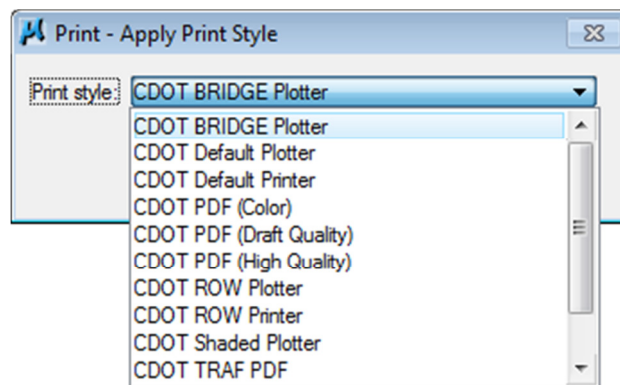 Print - Apply Print Style
Print style: CDOT BRIDGE Plotter
CDOT BRIDGE Plotter
CDOT Default Plotter
CDOT Default Printer
CDOT PDF (Color)
CDOT PDF (Draft Quality)
CDOT PDF (High Quality)
CDOT ROW Plotter
CDOT ROW Printer
CDOT Shaded Plotter
CDOT TRAF PDF